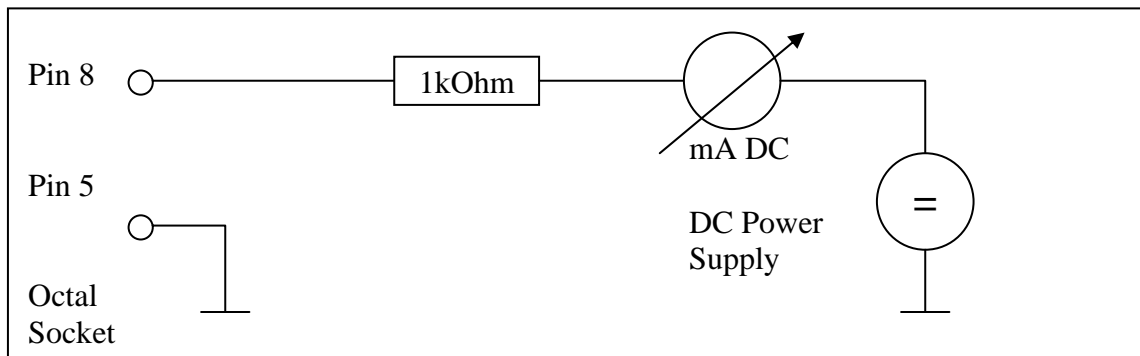 Pin 8
1kOhm
mA DC
Pin 5
DC Power
Supply
=
Octal
Socket